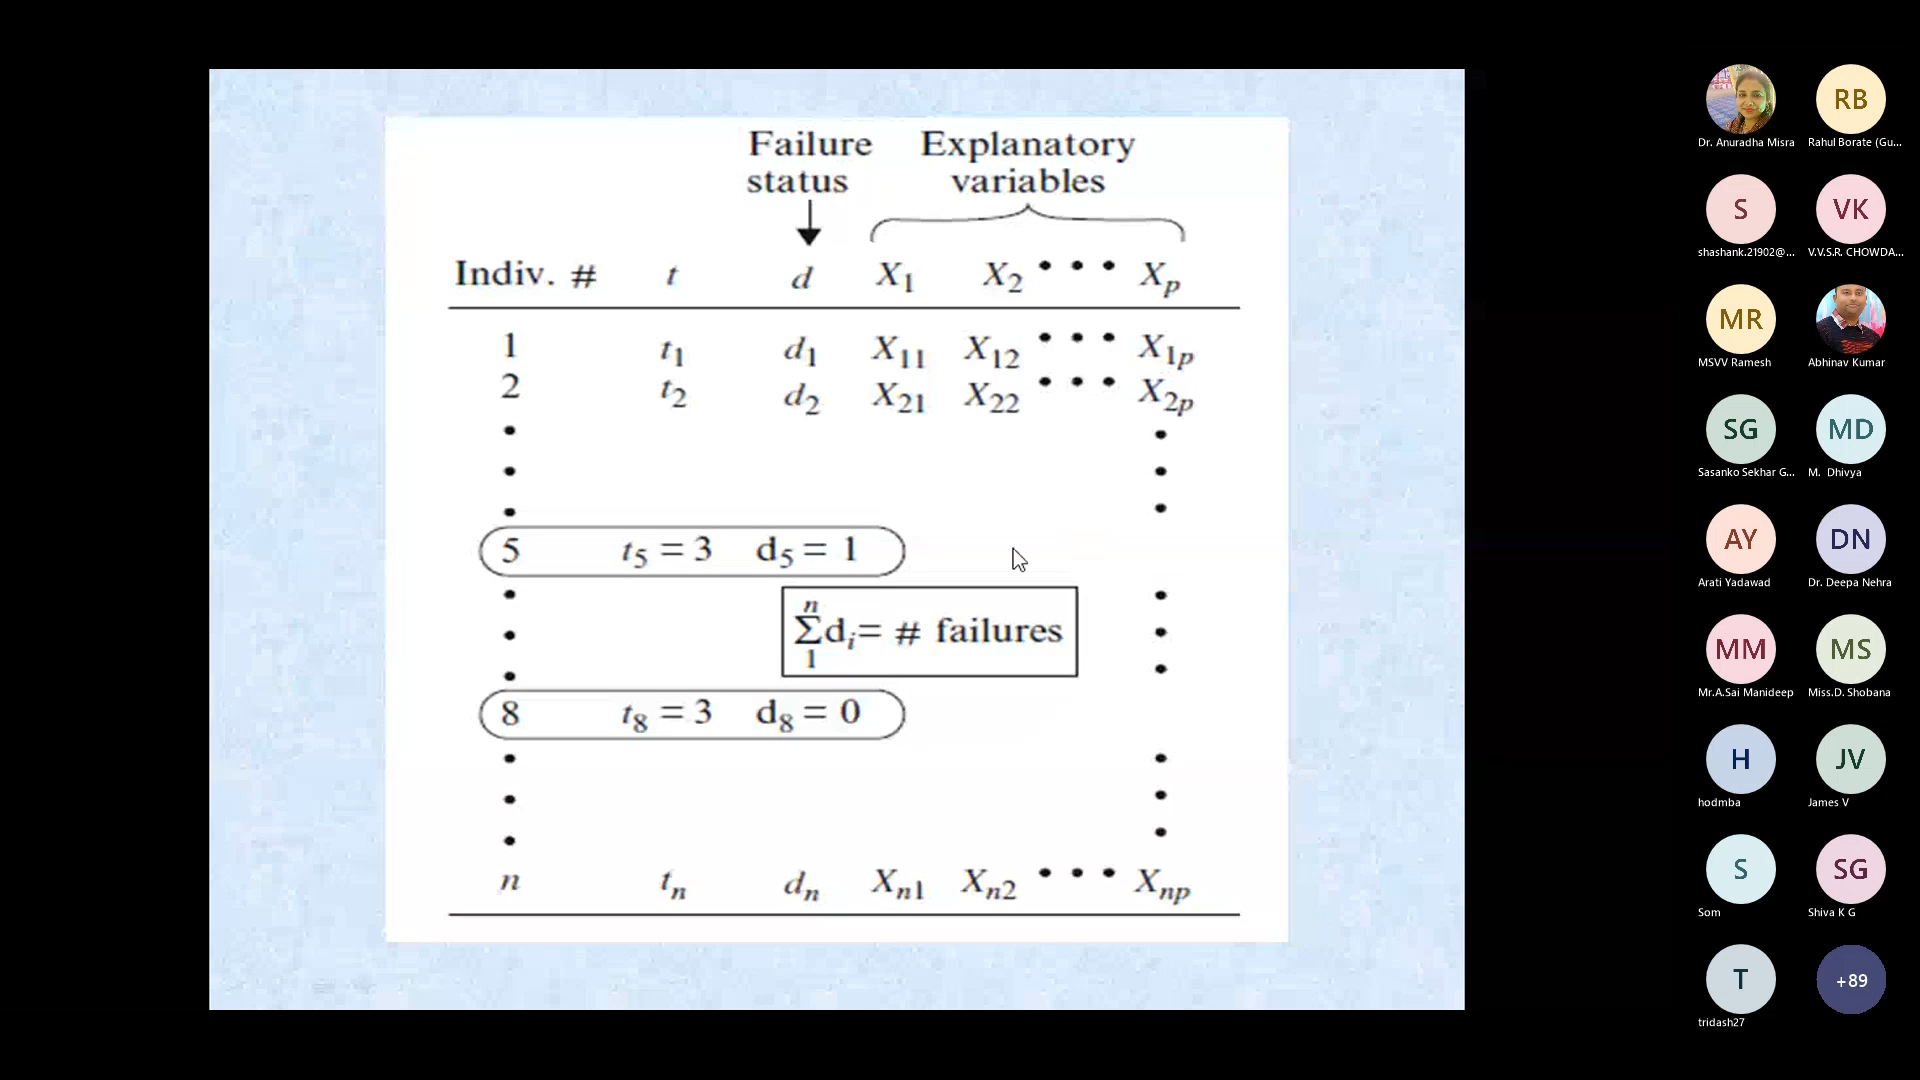 Failure Explanatory
status variables
Indiv. # t d X1 X2 • • • Xp
1 t1 d1 X11 X12 • • • X1p
2 t2 d2 X21 X22 • • • X2p
5 t5 = 3 d5 = 1
n
Σdi= # failures
1
8 t8 = 3 d8 = 0
n tn dn Xn1 Xn2 • • • Xnp
RB
Dr. Anuradha Misra Rahul Borate (Gu...
S VK
shashank.21902@... V.V.S.R. CHOWDA...
MR
MSVV Ramesh Abhinav Kumar
SG MD
Sasanko Sekhar G... M. Dhivya
AY DN
Arati Yadawad Dr. Deepa Nehra
MM MS
Mr.A.Sai Manideep Miss.D. Shobana
H JV
hodmba James V
S SG
Som Shiva K G
T +89
tridash27